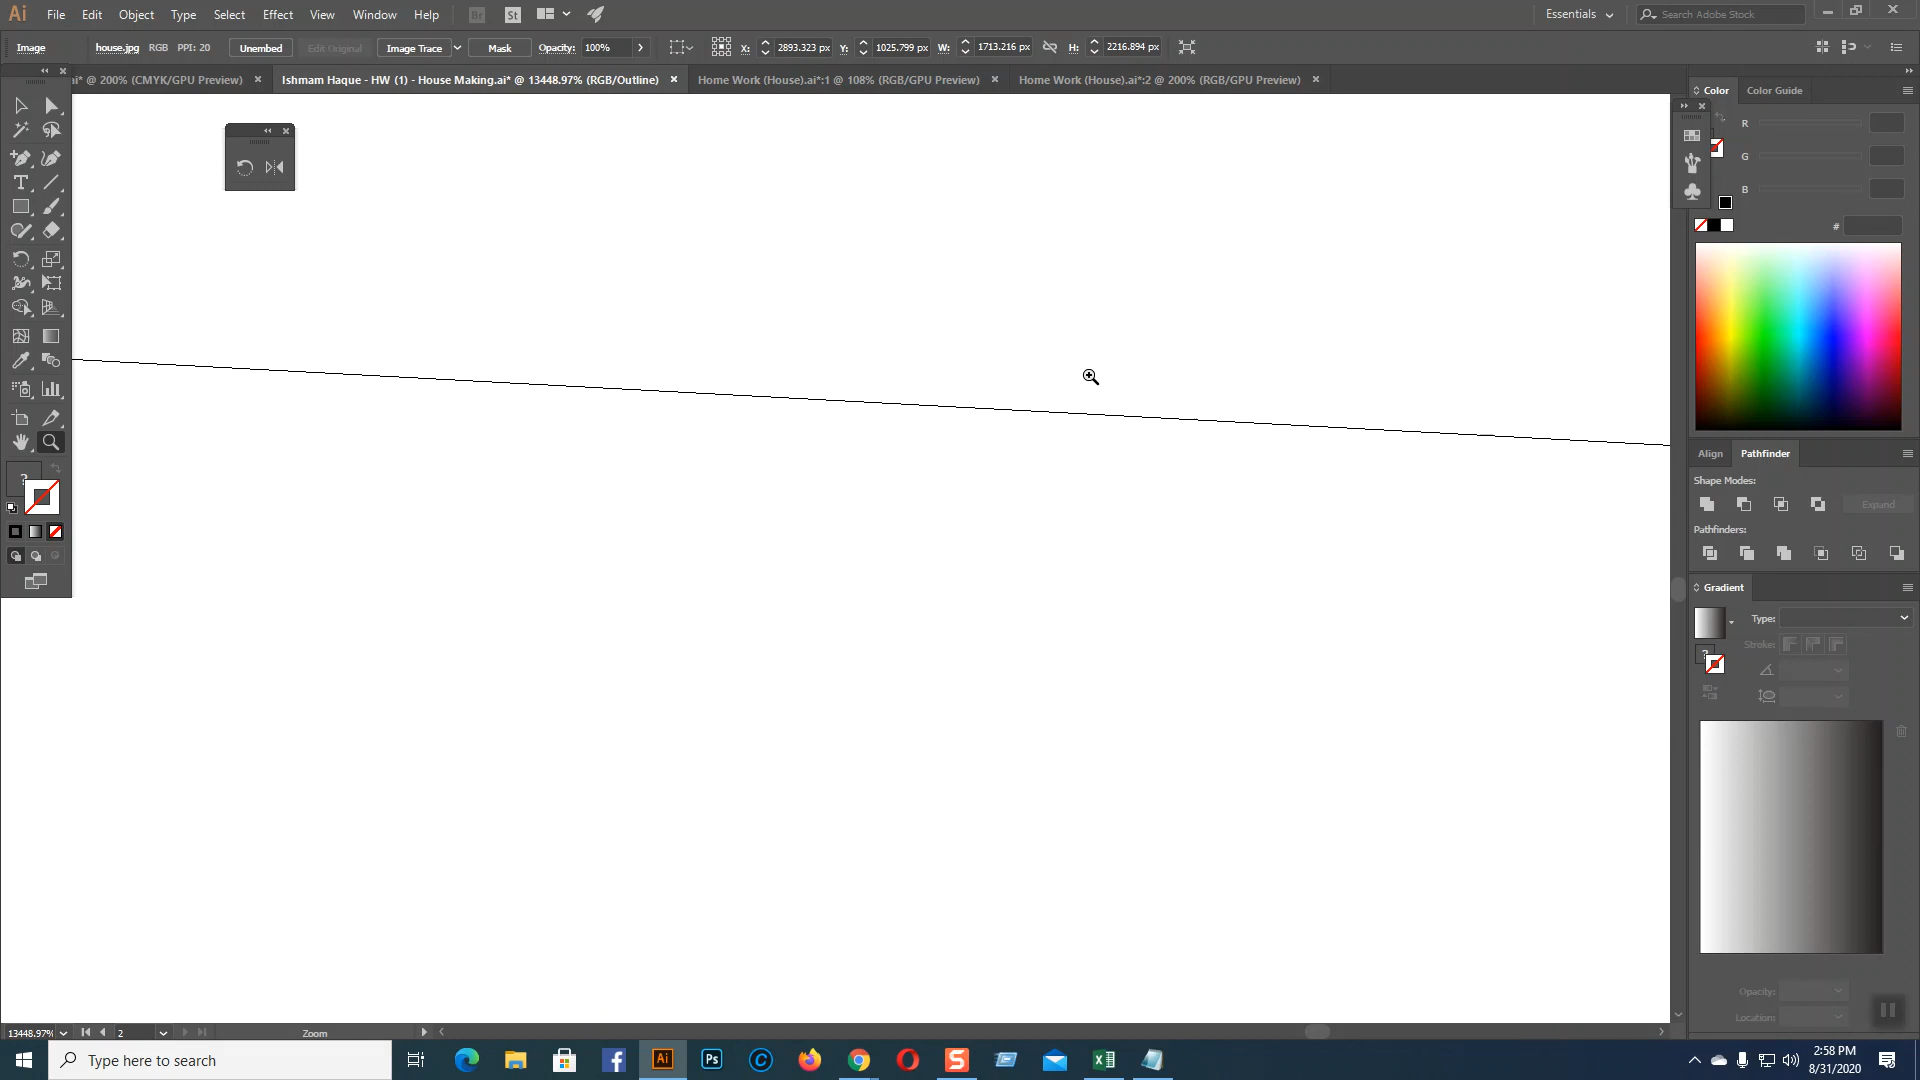 Ai File Edit Object Type Select Effect View Window Help Br St Essentials Search Adobe Stock
Image house.jpg RGB PPI: 20 Unembed Edit Original Image Trace Mask Opacity: 100% X: 2893.323 px Y: 1025.799 px W: 1713.216 px H: 2216.894 px
ai* @ 200% (CMYK/GPU Preview) Ishmam Haque - HW (1) - House Making.ai* @ 13448.97% (RGB/Outline) Home Work (House).ai*:1 @ 108% (RGB/GPU Preview) Home Work (House).ai*:2 @ 200% (RGB/GPU Preview)
Color Color Guide
R
G
B
#
Align Pathfinder
Shape Modes:
Expand
Pathfinders:
Gradient
Type:
Stroke:
?
?
Opacity:
Location:
13448.97% 2 Zoom
Type here to search
Ai Ps
2:58 PM
8/31/2020